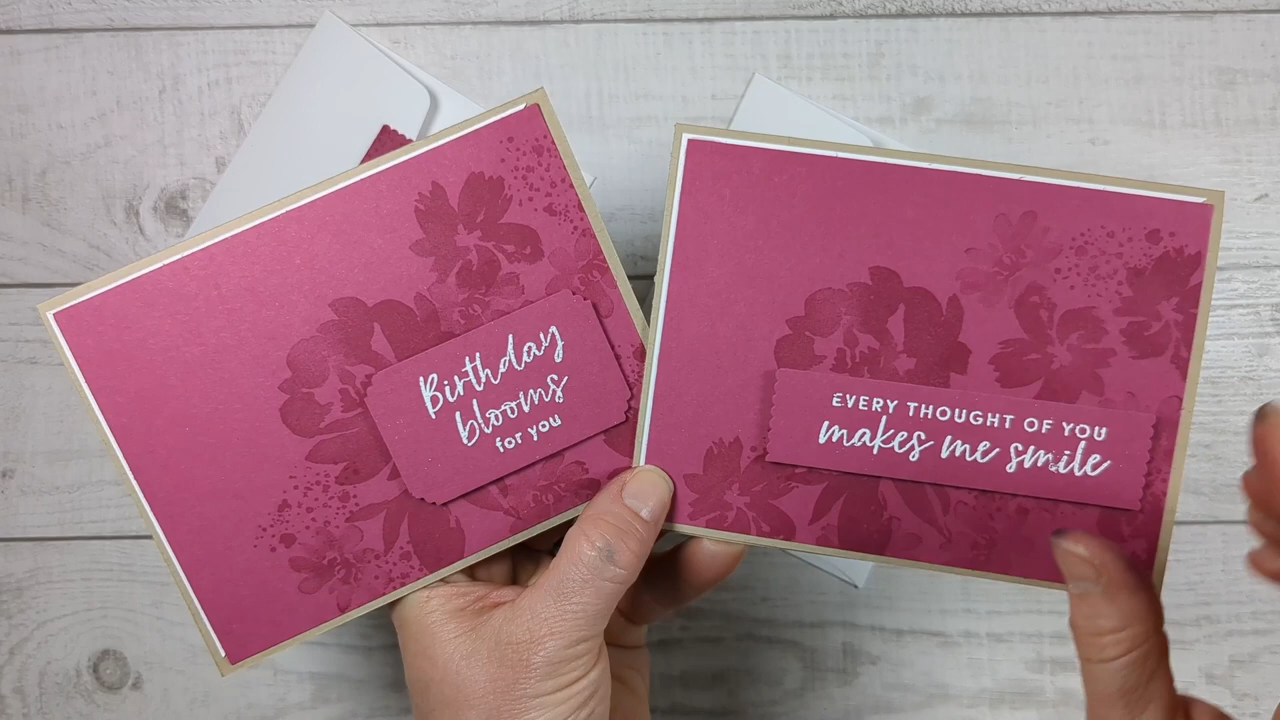 Birthday
blooms
for you
EVERY THOUGHT OF YOU
makes me smile